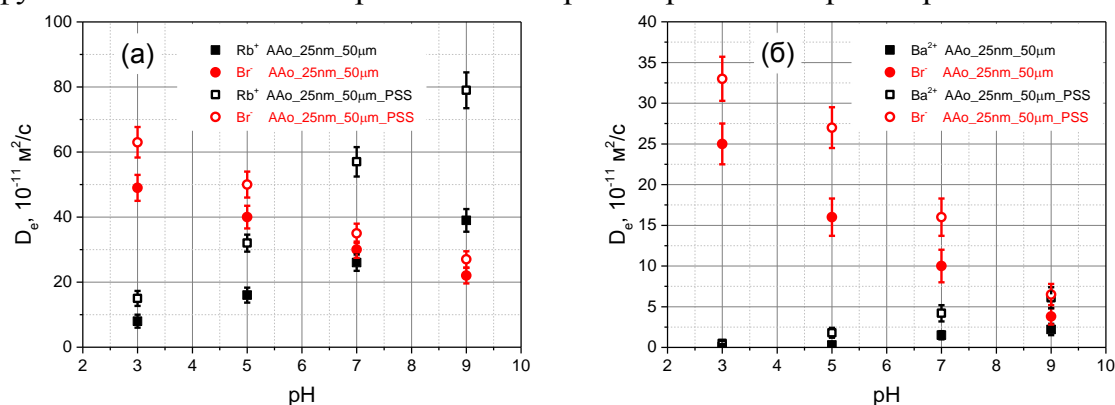 (а)
Rb⁺ AAo_25nm_50μm
Br⁻ AAo_25nm_50μm
Rb⁺ AAo_25nm_50μm_PSS
Br⁻ AAo_25nm_50μm_PSS
Dₑ, 10⁻¹¹ м²/с
100
80
60
40
20
0
2 3 4 5 6 7 8 9 10
pH
(б)
Ba²⁺ AAo_25nm_50μm
Br⁻ AAo_25nm_50μm
Ba²⁺ AAo_25nm_50μm_PSS
Br⁻ AAo_25nm_50μm_PSS
Dₑ, 10⁻¹¹ м²/с
40
35
30
25
20
15
10
5
0
2 3 4 5 6 7 8 9 10
pH